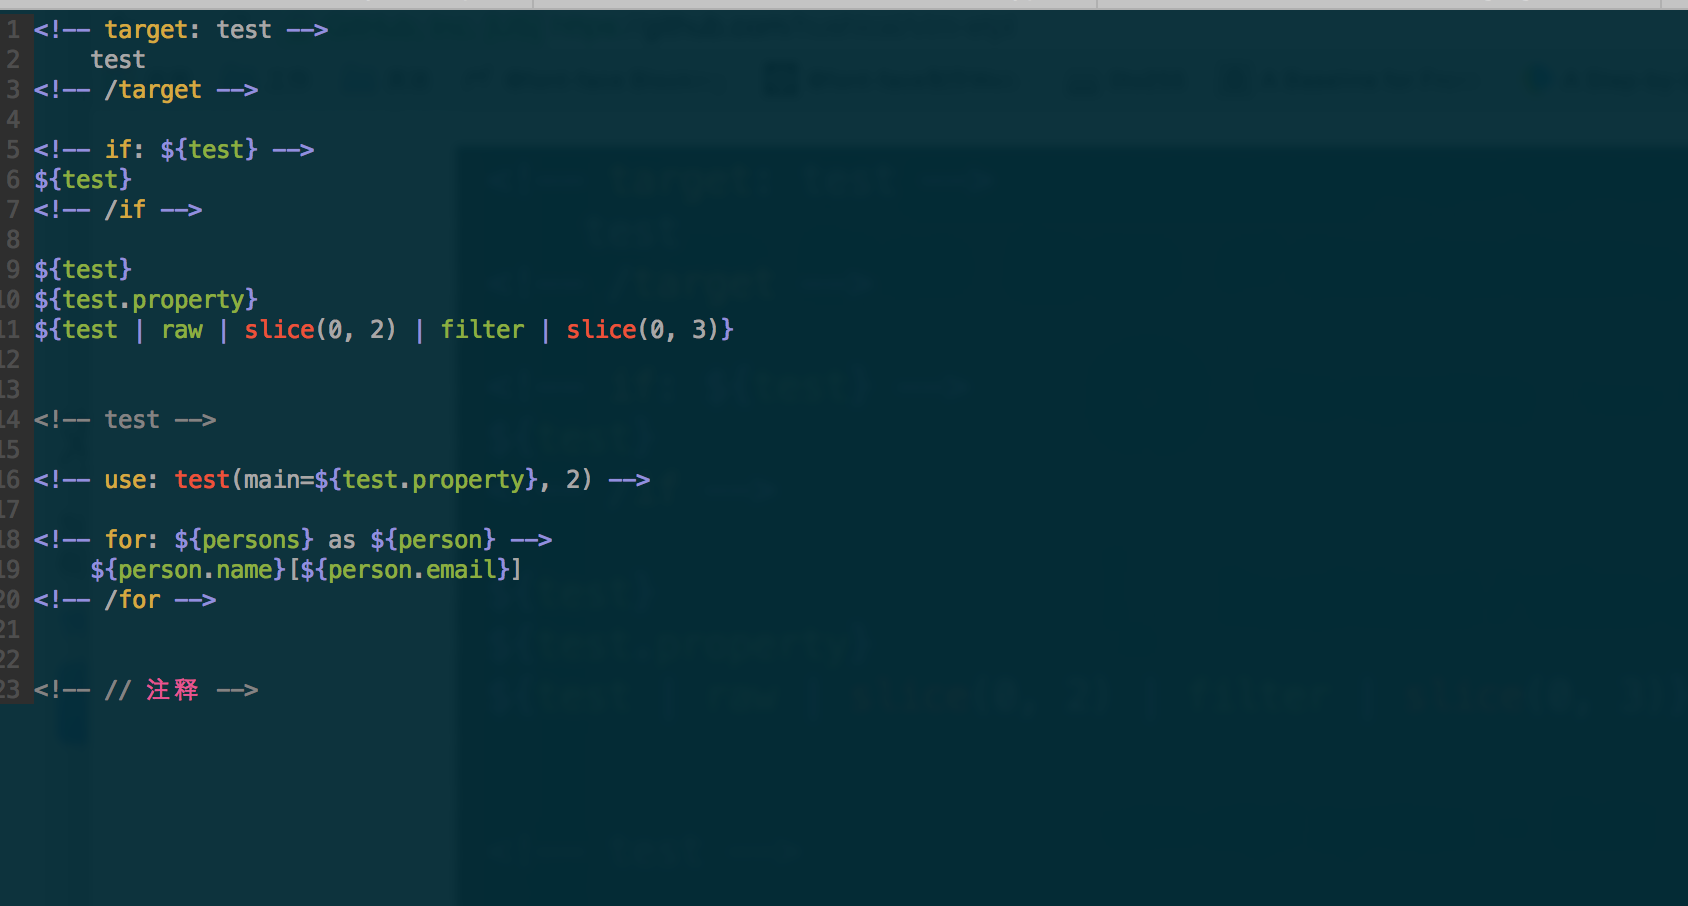 1 <!-- target: test -->
2     test
3 <!-- /target -->
4
5 <!-- if: ${test} -->
6 ${test}
7 <!-- /if -->
8
9 ${test}
10 ${test.property}
11 ${test | raw | slice(0, 2) | filter | slice(0, 3)}
12
13
14 <!-- test -->
15
16 <!-- use: test(main=${test.property}, 2) -->
17
18 <!-- for: ${persons} as ${person} -->
19     ${person.name}[${person.email}]
20 <!-- /for -->
21
22
23 <!-- // 注释 -->